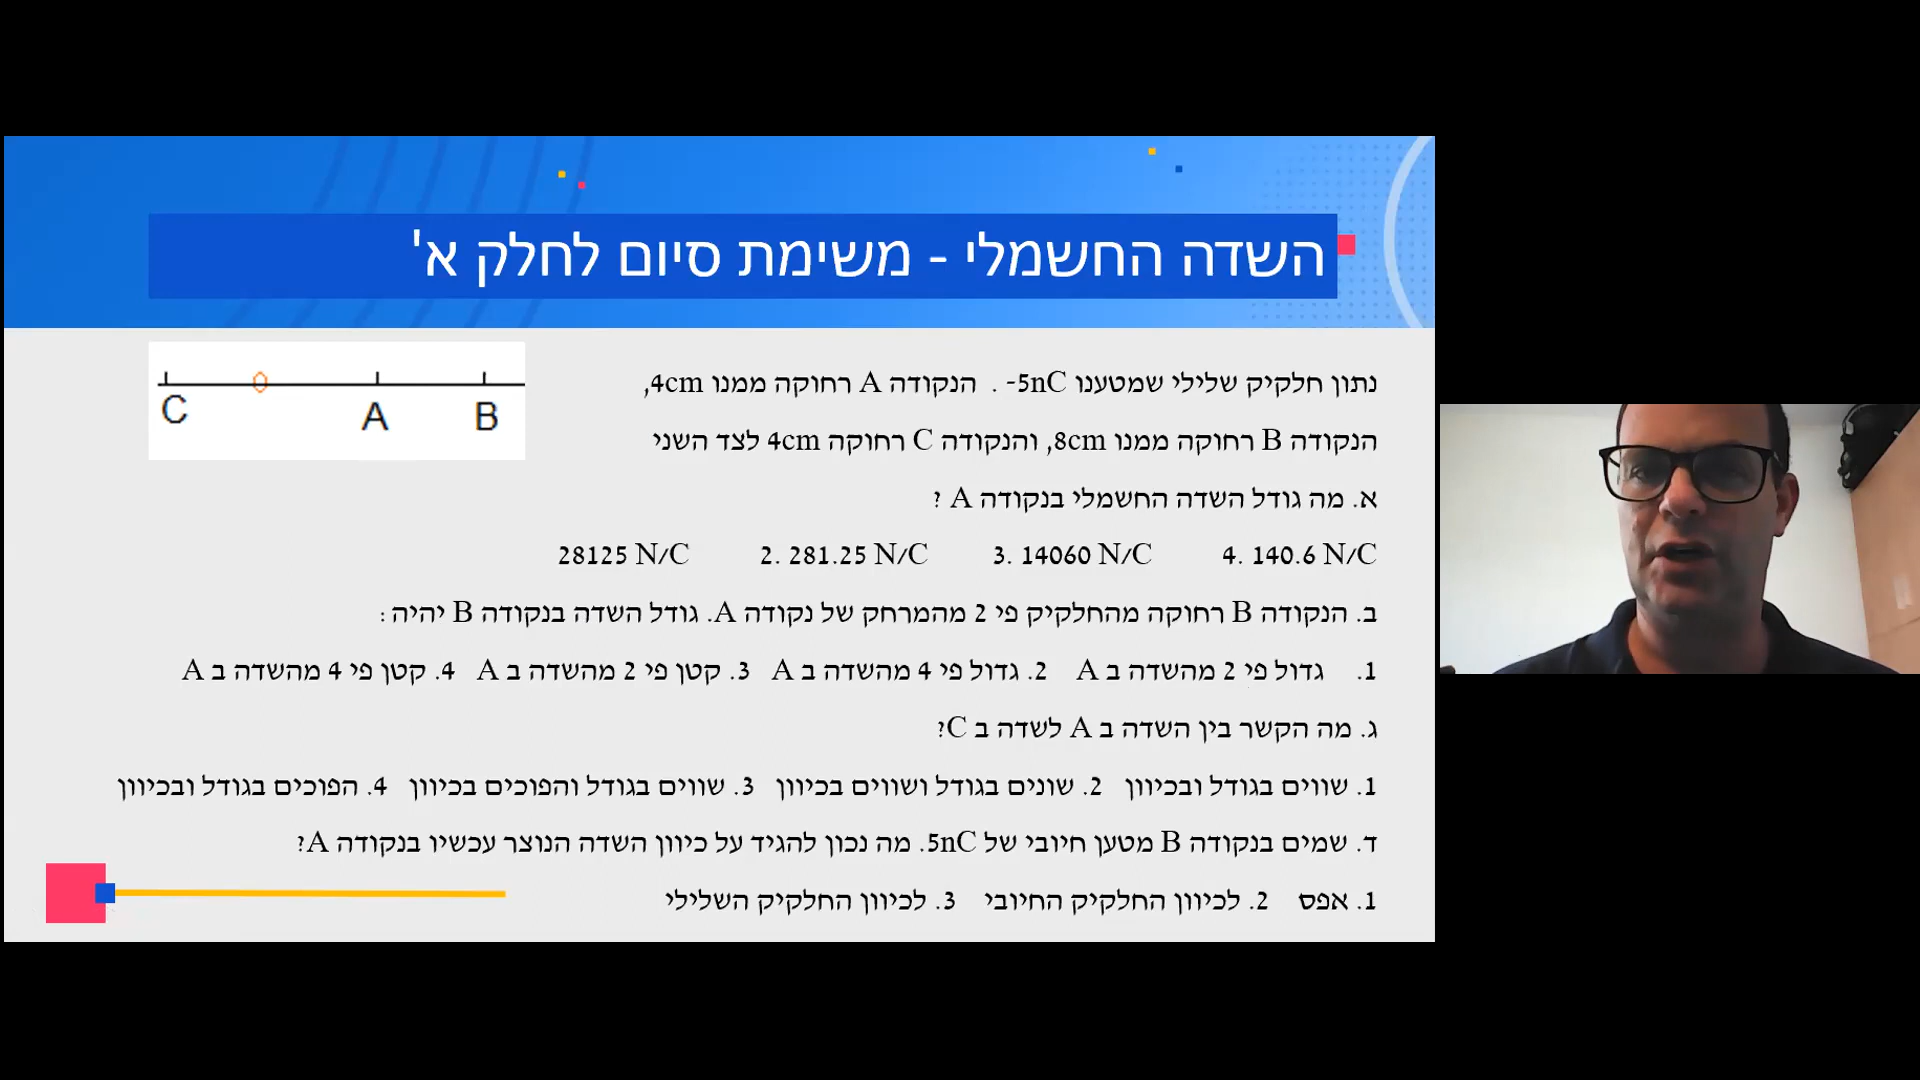 השדה החשמלי - משימת סיום לחלק א'
C A B
נתון חלקיק שלילי שמטענו 5nC- . הנקודה A רחוקה ממנו 4cm,
הנקודה B רחוקה ממנו 8cm, והנקודה C רחוקה 4cm לצד השני
א. מה גודל השדה החשמלי בנקודה A ?
28125 N/C 2. 281.25 N/C 3. 14060 N/C 4. 140.6 N/C
ב. הנקודה B רחוקה מהחלקיק פי 2 מהמרחק של נקודה A. גודל השדה בנקודה B יהיה :
1. גדול פי 2 מהשדה ב A 2. גדול פי 4 מהשדה ב A 3. קטן פי 2 מהשדה ב A 4. קטן פי 4 מהשדה ב A
ג. מה הקשר בין השדה ב A לשדה ב C?
1. שווים בגודל ובכיוון 2. שונים בגודל ושווים בכיוון 3. שווים בגודל והפוכים בכיוון 4. הפוכים בגודל ובכיוון
ד. שמים בנקודה B מטען חיובי של 5nC. מה נכון להגיד על כיוון השדה הנוצר עכשיו בנקודה A?
1. אפס 2. לכיוון החלקיק החיובי 3. לכיוון החלקיק השלילי